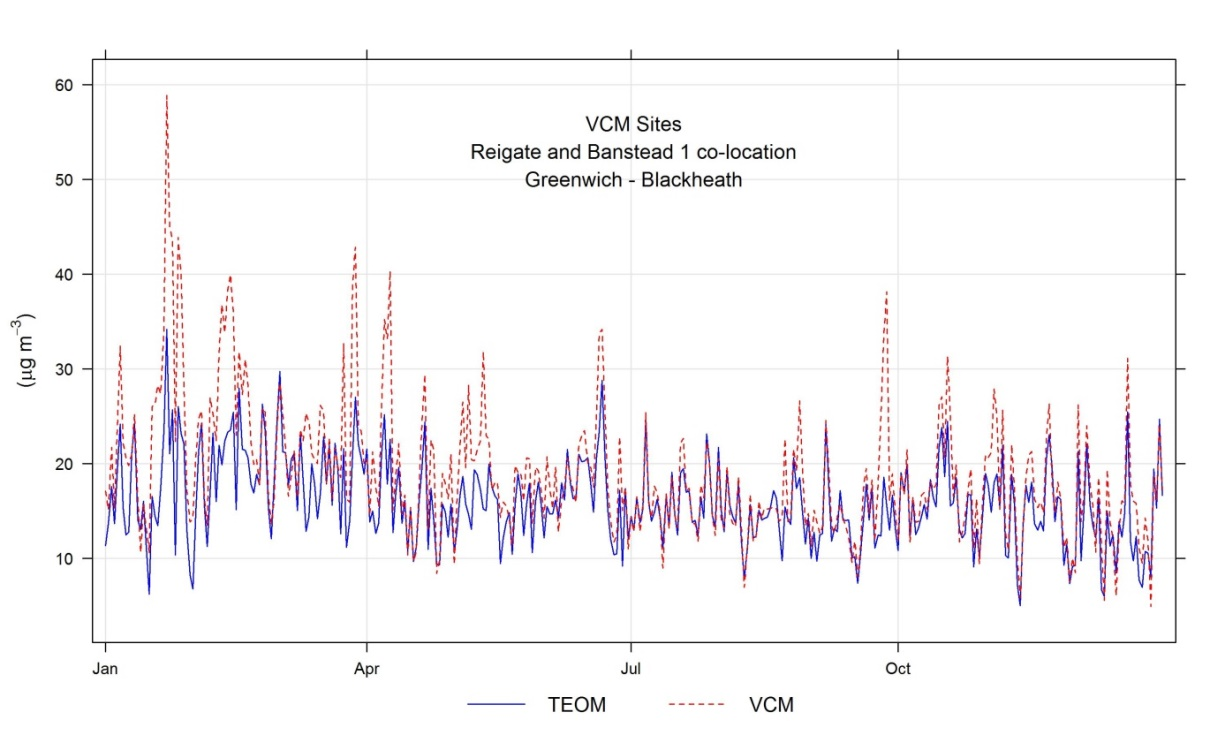 60
VCM Sites
Reigate and Banstead 1 co-location
Greenwich - Blackheath
50
40
(µg m⁻³)
30
20
10
Jan Apr Jul Oct
TEOM VCM